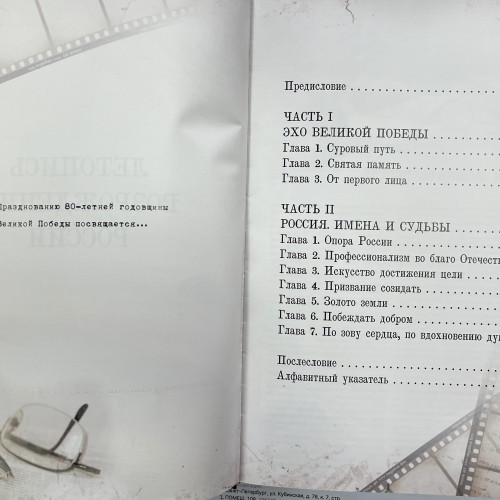 Празднованию 80-летней годовщины
Великой Победы посвящается...
Предисловие
ЧАСТЬ I
ЭХО ВЕЛИКОЙ ПОБЕДЫ
Глава 1. Суровый путь
Глава 2. Святая память
Глава 3. От первого лица
ЧАСТЬ II
РОССИЯ. ИМЕНА И СУДЬБЫ
Глава 1. Опора России
Глава 2. Профессионализм во благо Отечеств
Глава 3. Искусство достижения цели
Глава 4. Призвание созидать
Глава 5. Золото земли
Глава 6. Побеждать добром
Глава 7. По зову сердца, по вдохновению ду
Послесловие
Алфавитный указатель
ул. Кубинская, д.